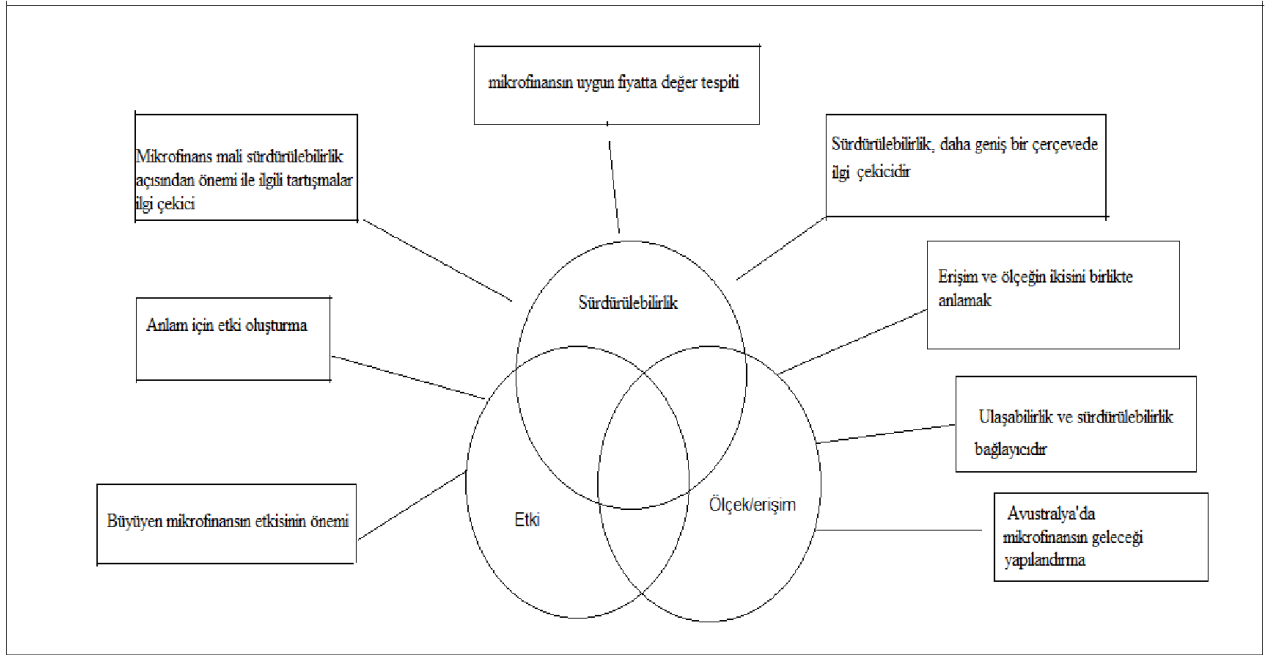 mikrofinansın uygun fiyatta değer tespiti
Mikrofinans mali sürdürülebilirlik
açısından önemi ile ilgili tartışmalar
ilgi çekici
Sürdürülebilirlik, daha geniş bir çerçevede
ilgi çekicidir
Erişim ve ölçeğin ikisini birlikte
anlamak
Sürdürülebilirlik
Anlam için etki oluşturma
Ulaşabilirlik ve sürdürülebilirlik
bağlayıcıdır
Büyüyen mikrofinansın etkisinin önemi
Etki
Ölçek/erişim
Avustralya'da
mikrofinansın geleceği
yapılandırma